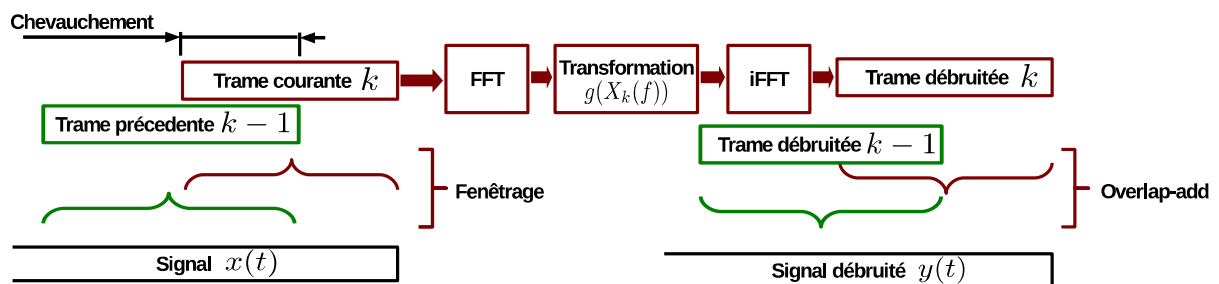 Chevauchement
Trame courante k
FFT
Transformation
g(X_k(f))
iFFT
Trame débruitée k
Trame précedente k − 1
Trame débruitée k − 1
Fenêtrage
Overlap-add
Signal x(t)
Signal débruité y(t)